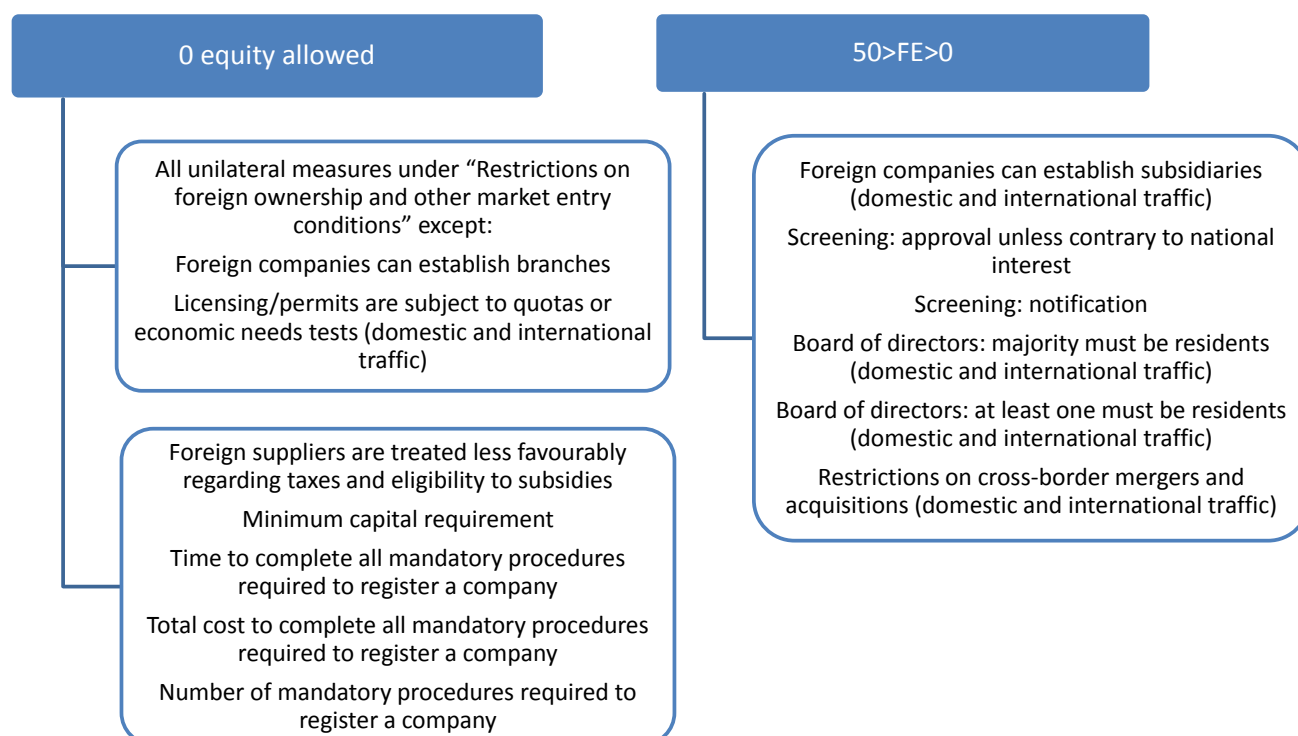 0 equity allowed
All unilateral measures under “Restrictions on
foreign ownership and other market entry
conditions” except:
Foreign companies can establish branches
Licensing/permits are subject to quotas or
economic needs tests (domestic and international
traffic)
Foreign suppliers are treated less favourably
regarding taxes and eligibility to subsidies
Minimum capital requirement
Time to complete all mandatory procedures
required to register a company
Total cost to complete all mandatory procedures
required to register a company
Number of mandatory procedures required to
register a company
50>FE>0
Foreign companies can establish subsidiaries
(domestic and international traffic)
Screening: approval unless contrary to national
interest
Screening: notification
Board of directors: majority must be residents
(domestic and international traffic)
Board of directors: at least one must be residents
(domestic and international traffic)
Restrictions on cross-border mergers and
acquisitions (domestic and international traffic)